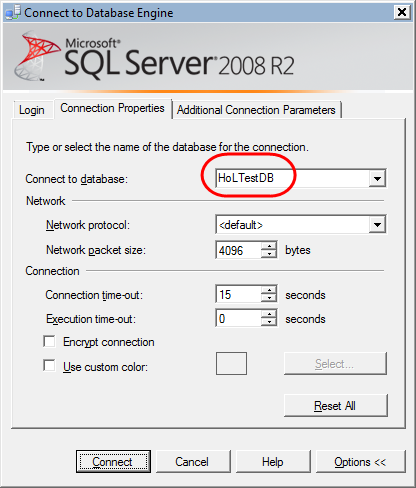 Connect to Database Engine
Microsoft®
SQL Server® 2008 R2
Login Connection Properties Additional Connection Parameters
Type or select the name of the database for the connection.
Connect to database: HoLTestDB
Network
Network protocol: <default>
Network packet size: 4096 bytes
Connection
Connection time-out: 15 seconds
Execution time-out: 0 seconds
Encrypt connection
Use custom color: Select...
Reset All
Connect Cancel Help Options <<